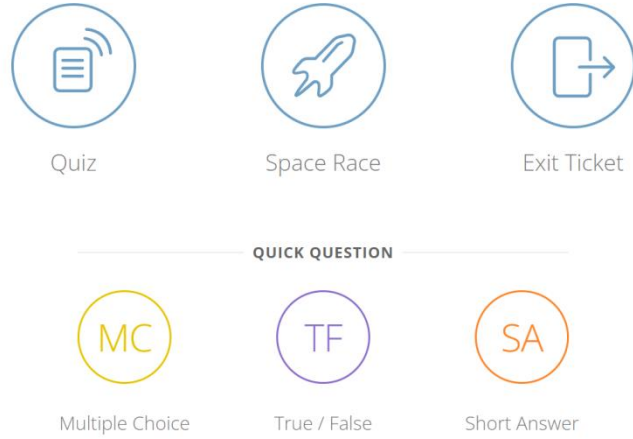 Quiz
Space Race
Exit Ticket
QUICK QUESTION
MC
TF
SA
Multiple Choice
True / False
Short Answer